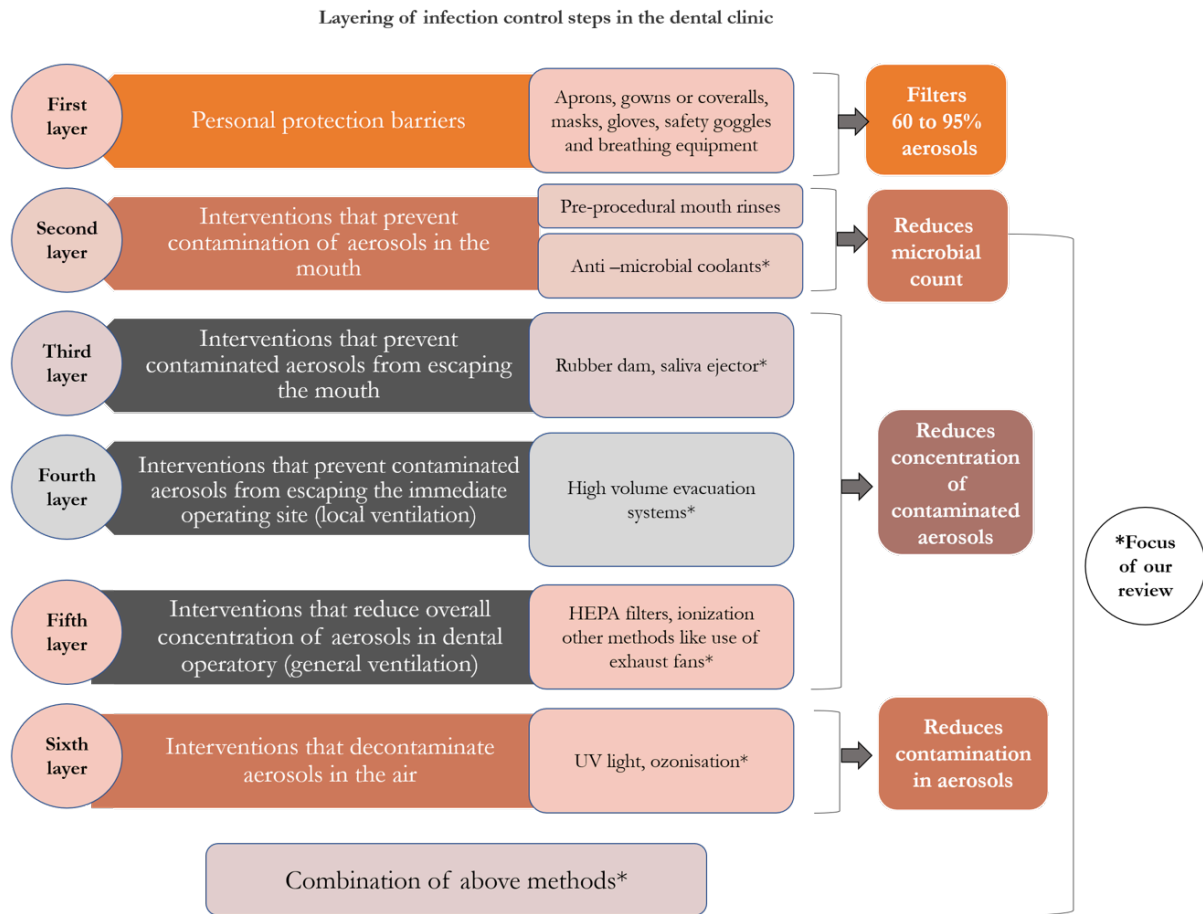 Layering of infection control steps in the dental clinic
First
layer
Personal protection barriers
Aprons, gowns or coveralls,
masks, gloves, safety goggles
and breathing equipment
Filters
60 to 95%
aerosols
Second
layer
Interventions that prevent
contamination of aerosols in the
mouth
Pre-procedural mouth rinses
Anti –microbial coolants*
Reduces
microbial
count
Third
layer
Interventions that prevent
contaminated aerosols from escaping
the mouth
Rubber dam, saliva ejector*
Fourth
layer
Interventions that prevent contaminated
aerosols from escaping the immediate
operating site (local ventilation)
High volume evacuation
systems*
Reduces
concentration
of
contaminated
aerosols
*Focus
of our
review
Fifth
layer
Interventions that reduce overall
concentration of aerosols in dental
operatory (general ventilation)
HEPA filters, ionization
other methods like use of
exhaust fans*
Sixth
layer
Interventions that decontaminate
aerosols in the air
UV light, ozonisation*
Reduces
contamination
in aerosols
Combination of above methods*